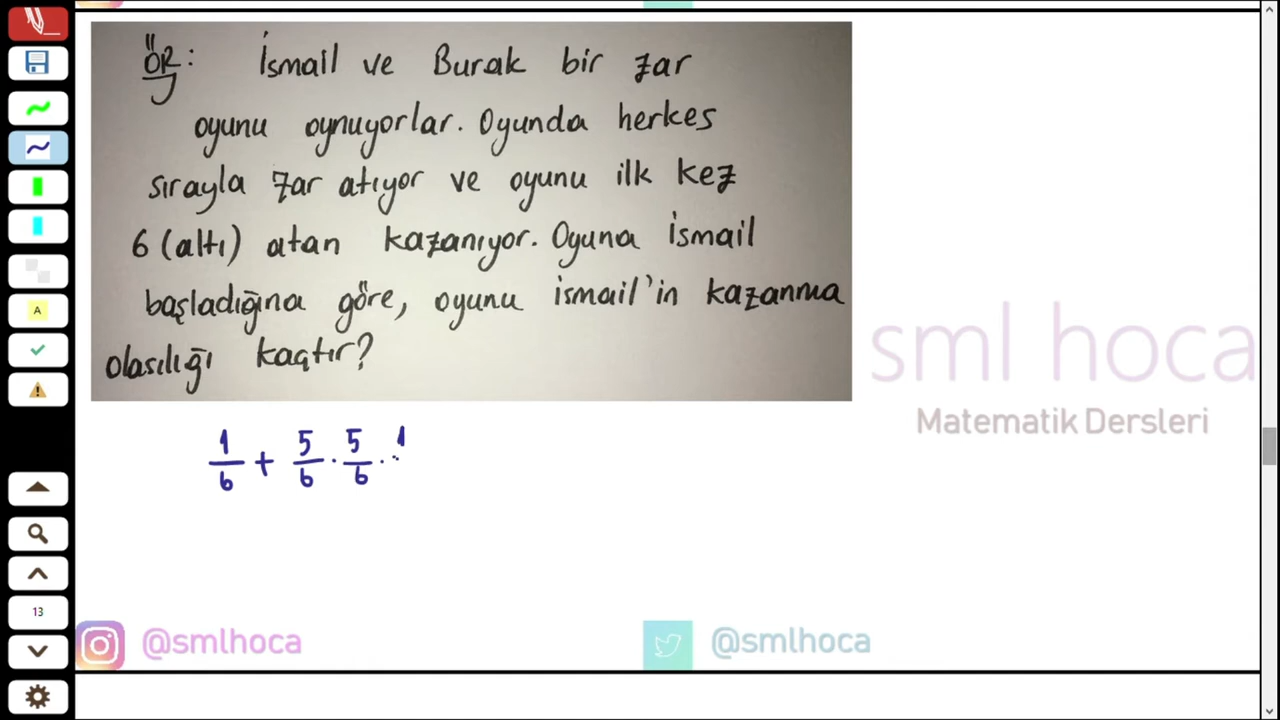 ÖR: İsmail ve Burak bir zar
oyunu oynuyorlar. Oyunda herkes
sırayla zar atıyor ve oyunu ilk kez
6 (altı) atan kazanıyor. Oyuna İsmail
başladığına göre, oyunu ismail'in kazanma
olasılığı kaçtır?
sml hoca
Matematik Dersleri
1/6 + 5/6 · 5/6 · 1
A
13
@smlhoca
@smlhoca